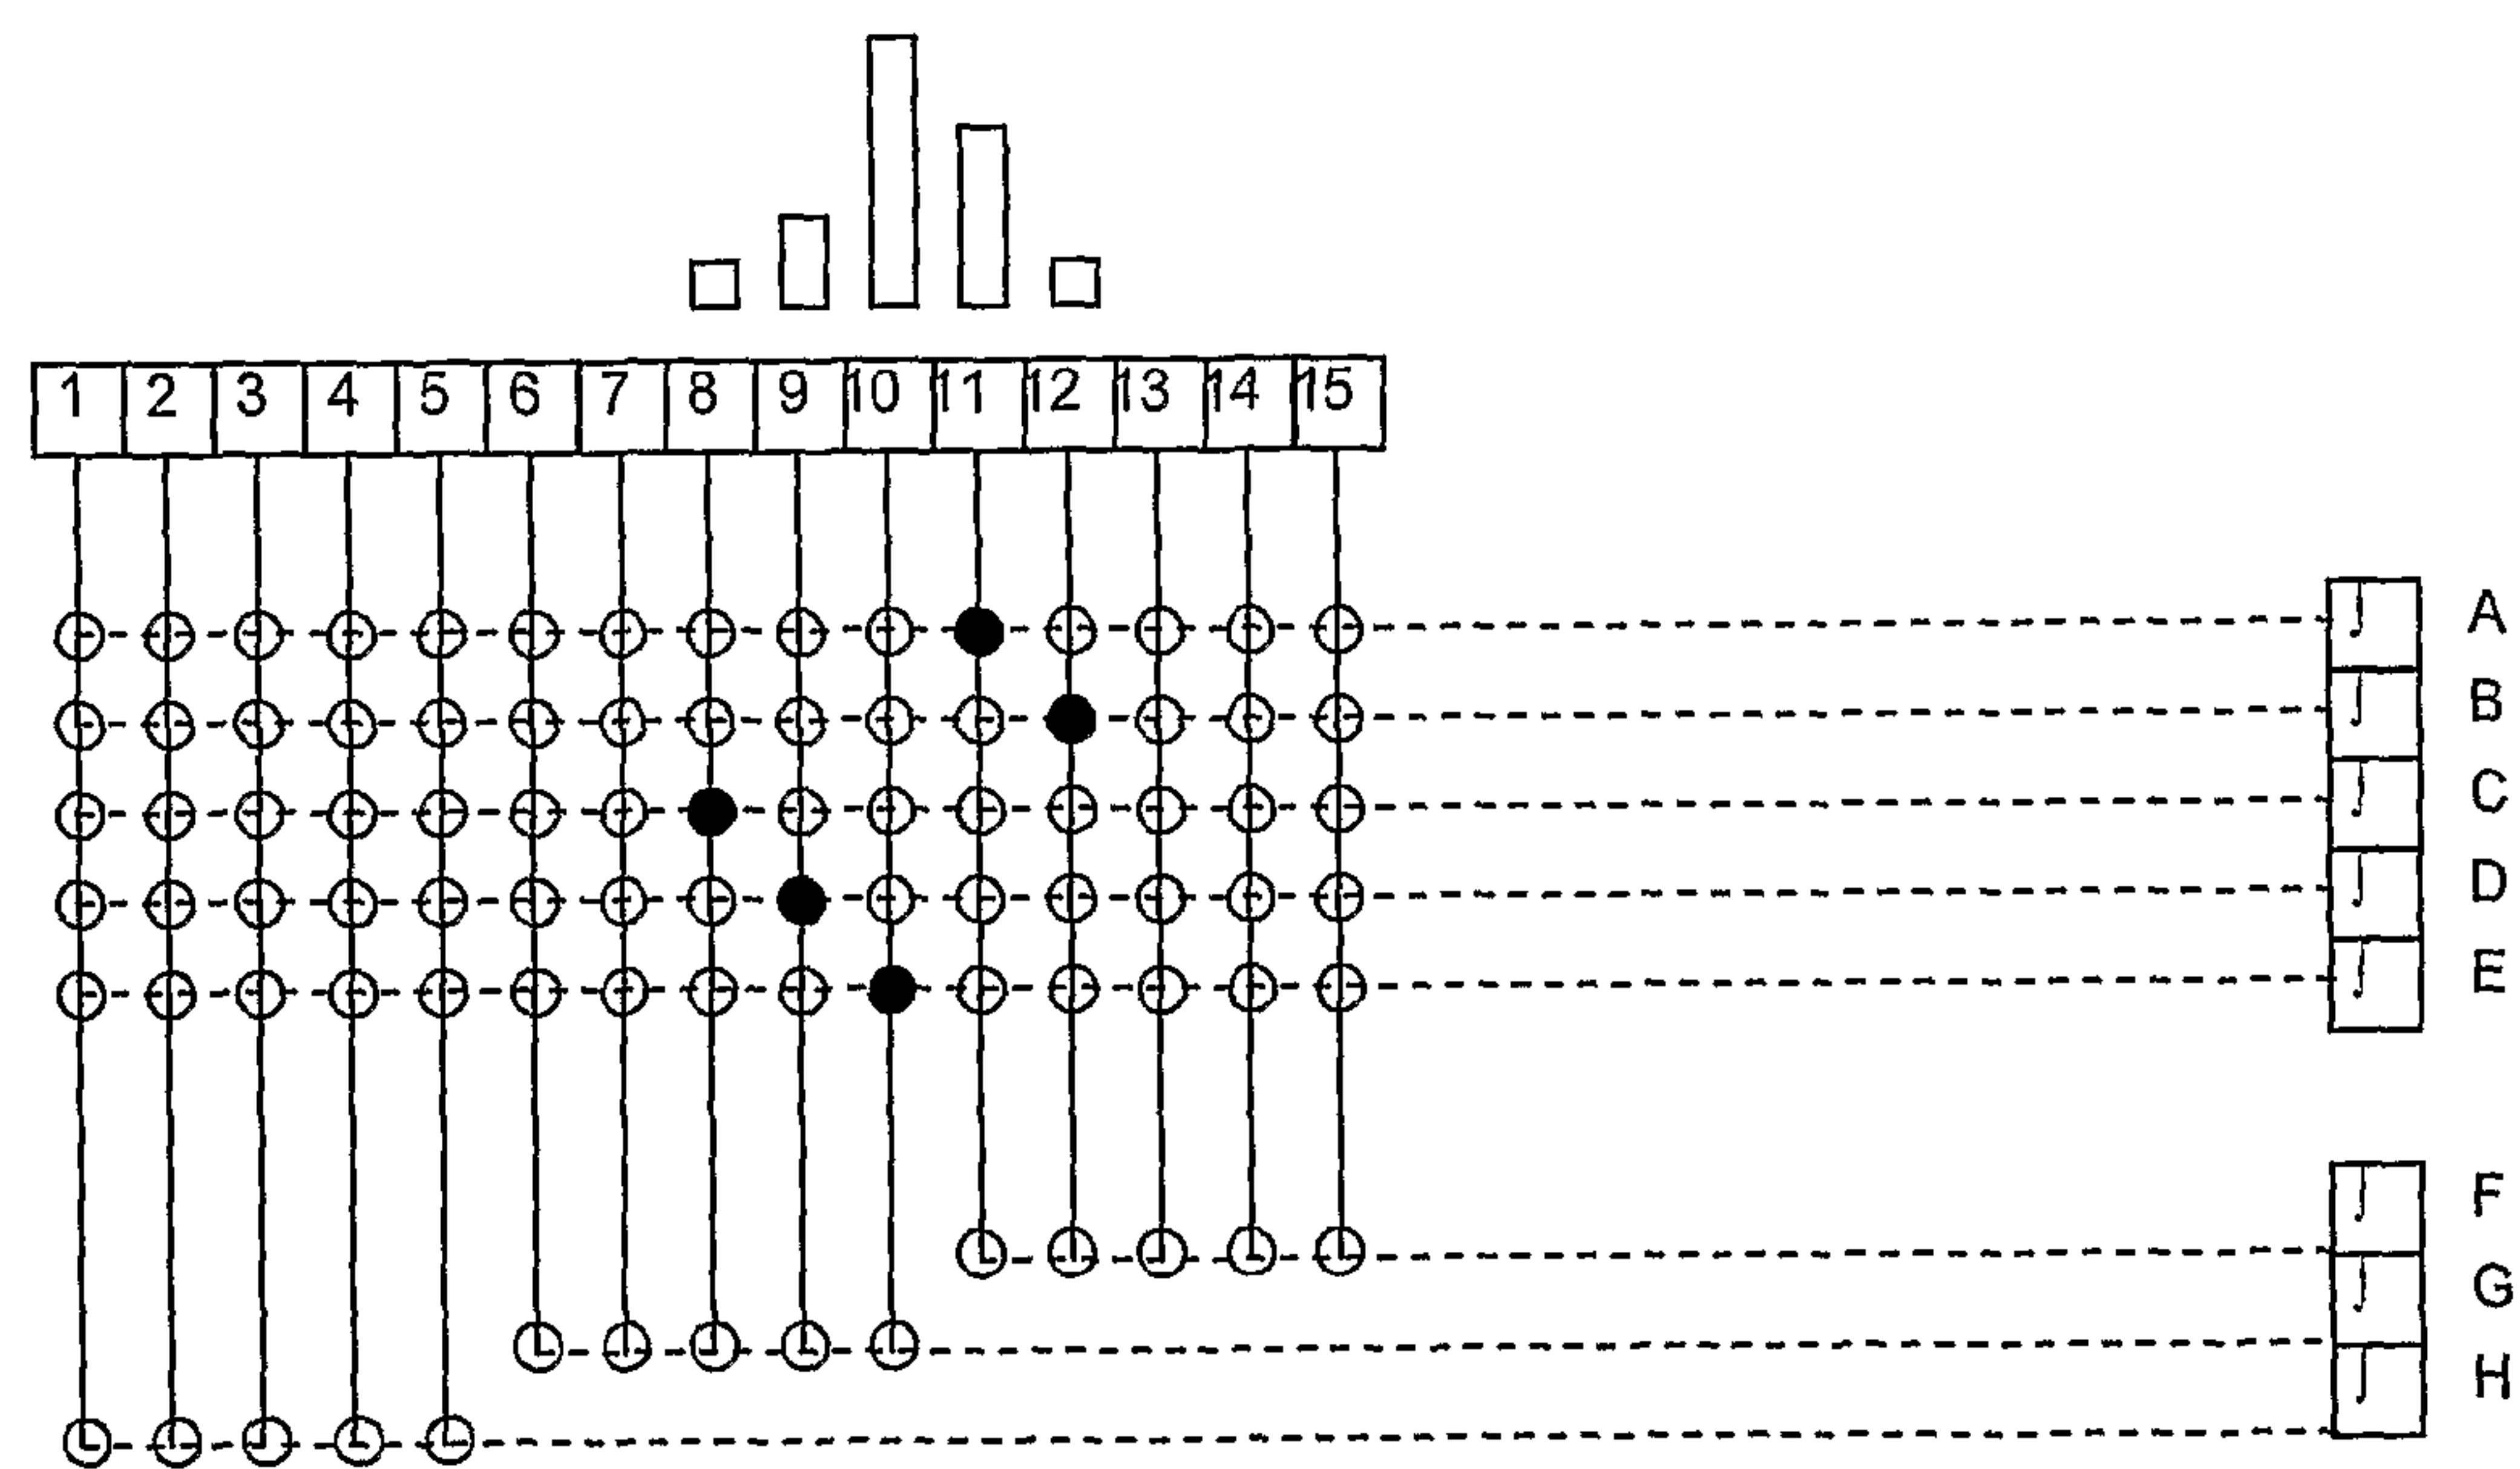 1 2 3 4 5 6 7 8 9 10 11 12 13 14 15
∫ A
∫ B
∫ C
∫ D
∫ E
∫ F
∫ G
∫ H